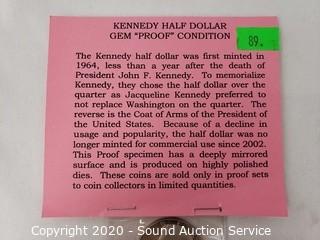 KENNEDY HALF DOLLAR
GEM "PROOF" CONDITION
89.
The Kennedy half dollar was first minted in
1964, less than a year after the death of
President John F. Kennedy. To memorialize
Kennedy, they chose the half dollar over the
quarter as Jacqueline Kennedy preferred to
not replace Washington on the quarter. The
reverse is the Coat of Arms of the President of
the United States. Because of a decline in
usage and popularity, the half dollar was no
longer minted for commercial use since 2002.
This Proof specimen has a deeply mirrored
surface and is produced on highly polished
dies. These coins are sold only in proof sets
to coin collectors in limited quantities.
Copyright 2020 - Sound Auction Service